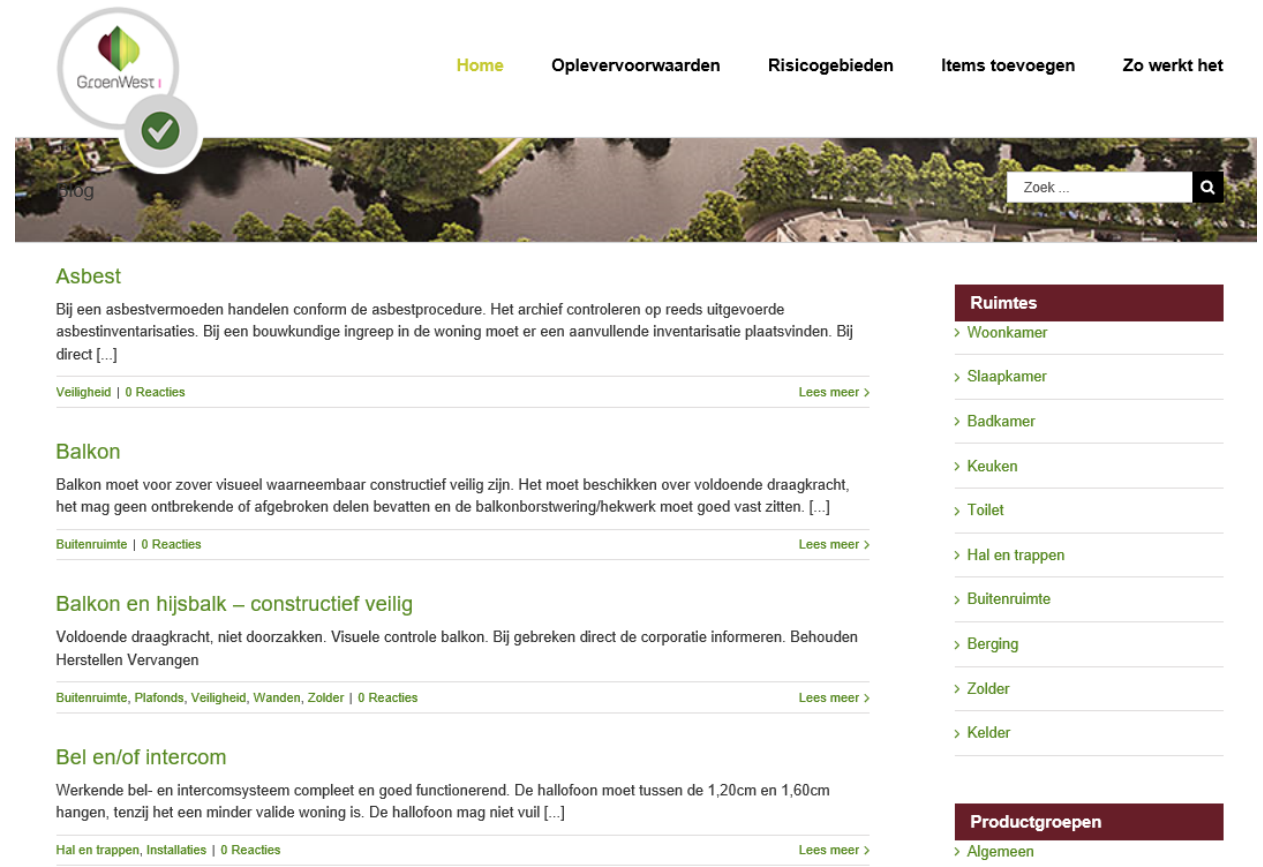 GroenWest
Home Oplevervoorwaarden Risicogebieden Items toevoegen Zo werkt het
Blog
Zoek ...
Asbest
Bij een asbestvermoeden handelen conform de asbestprocedure. Het archief controleren op reeds uitgevoerde
asbestinventarisaties. Bij een bouwkundige ingreep in de woning moet er een aanvullende inventarisatie plaatsvinden. Bij
direct [...]
Veiligheid | 0 Reacties Lees meer >
Balkon
Balkon moet voor zover visueel waarneembaar constructief veilig zijn. Het moet beschikken over voldoende draagkracht,
het mag geen ontbrekende of afgebroken delen bevatten en de balkonborstwering/hekwerk moet goed vast zitten. [...]
Buitenruimte | 0 Reacties Lees meer >
Balkon en hijsbalk – constructief veilig
Voldoende draagkracht, niet doorzakken. Visuele controle balkon. Bij gebreken direct de corporatie informeren. Behouden
Herstellen Vervangen
Buitenruimte, Plafonds, Veiligheid, Wanden, Zolder | 0 Reacties Lees meer >
Bel en/of intercom
Werkende bel- en intercomsysteem compleet en goed functionerend. De hallofoon moet tussen de 1,20cm en 1,60cm
hangen, tenzij het een minder valide woning is. De hallofoon mag niet vuil [...]
Hal en trappen, Installaties | 0 Reacties Lees meer >
Ruimtes
> Woonkamer
> Slaapkamer
> Badkamer
> Keuken
> Toilet
> Hal en trappen
> Buitenruimte
> Berging
> Zolder
> Kelder
Productgroepen
> Algemeen